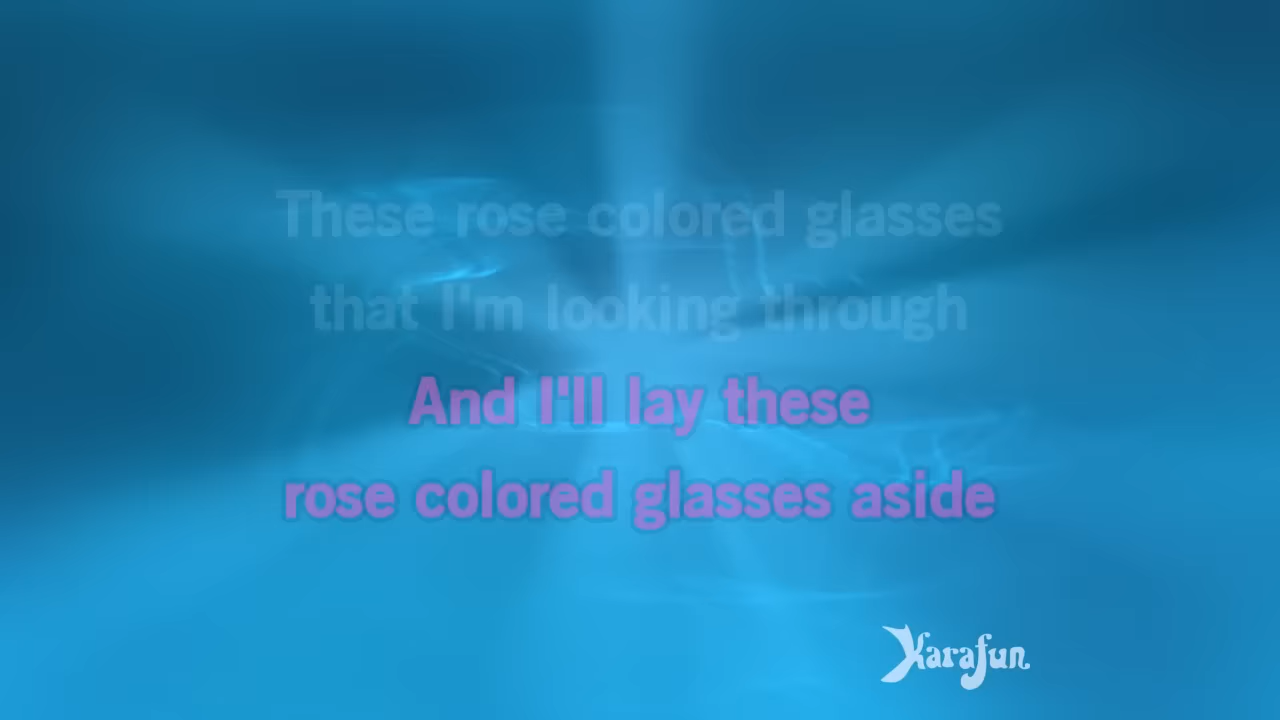 These rose colored glasses
that I'm looking through
And I'll lay these
rose colored glasses aside
Karafun